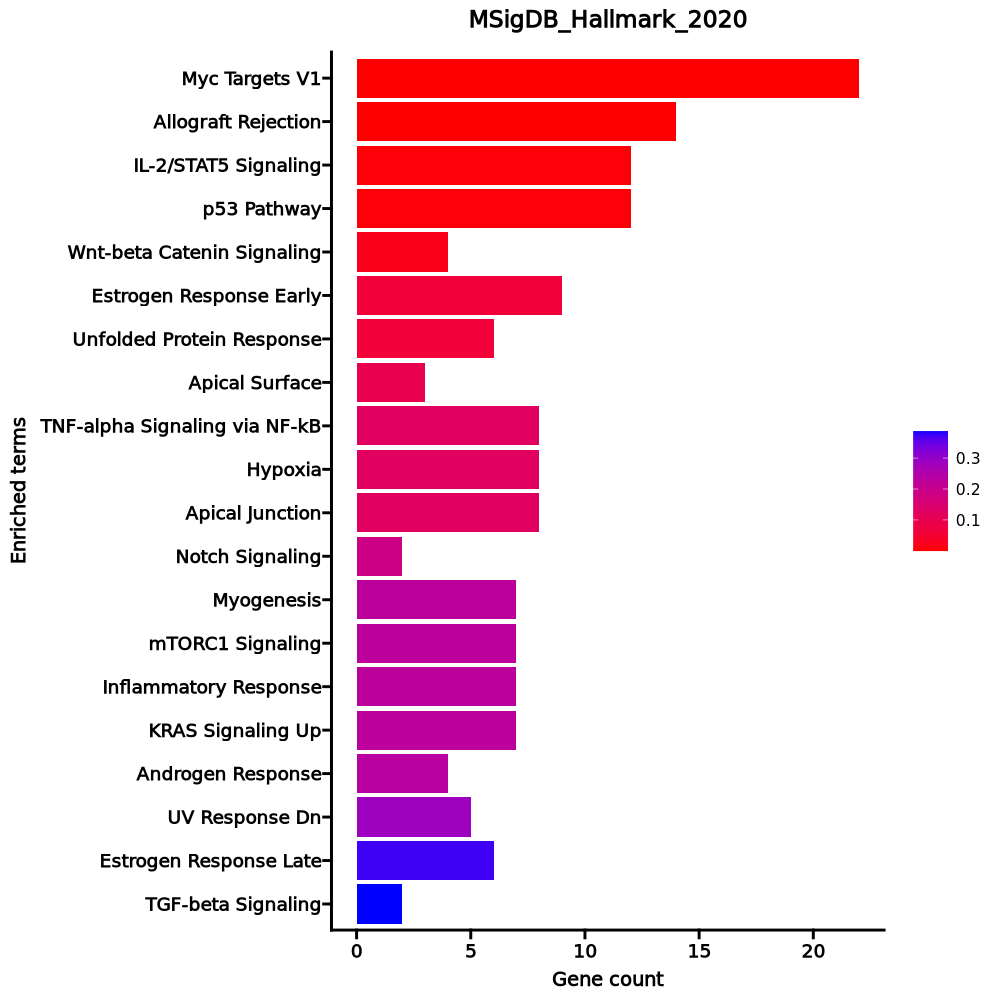 MSigDB_Hallmark_2020
Myc Targets V1
Allograft Rejection
IL-2/STAT5 Signaling
p53 Pathway
Wnt-beta Catenin Signaling
Estrogen Response Early
Unfolded Protein Response
Apical Surface
TNF-alpha Signaling via NF-kB
Hypoxia
Apical Junction
Notch Signaling
Myogenesis
mTORC1 Signaling
Inflammatory Response
KRAS Signaling Up
Androgen Response
UV Response Dn
Estrogen Response Late
TGF-beta Signaling
Enriched terms
0 5 10 15 20
Gene count
0.3
0.2
0.1